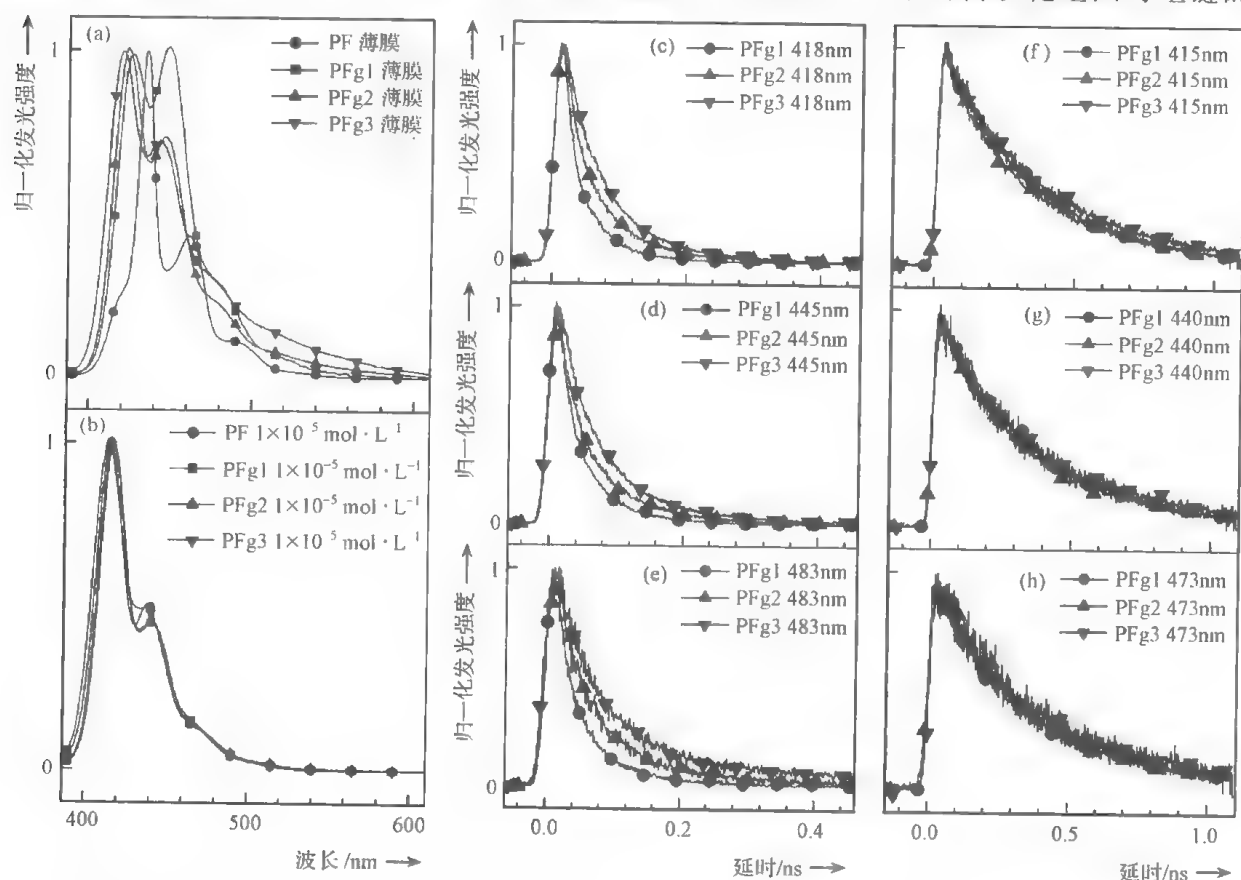 归一化发光强度
(a)
1
0
PF 薄膜
PFg1 薄膜
PFg2 薄膜
PFg3 薄膜
(b)
1
0
PF 1×10⁻⁵ mol·L⁻¹
PFg1 1×10⁻⁵ mol·L⁻¹
PFg2 1×10⁻⁵ mol·L⁻¹
PFg3 1×10⁻⁵ mol·L⁻¹
400 500 600
波长/nm
归一化发光强度
(c)
1
0
PFg1 418nm
PFg2 418nm
PFg3 418nm
归一化发光强度
(d)
1
0
PFg1 445nm
PFg2 445nm
PFg3 445nm
归一化发光强度
(e)
1
0
PFg1 483nm
PFg2 483nm
PFg3 483nm
0.0 0.2 0.4
延时/ns
(f)
PFg1 415nm
PFg2 415nm
PFg3 415nm
(g)
PFg1 440nm
PFg2 440nm
PFg3 440nm
(h)
PFg1 473nm
PFg2 473nm
PFg3 473nm
0.0 0.5 1.0
延时/ns